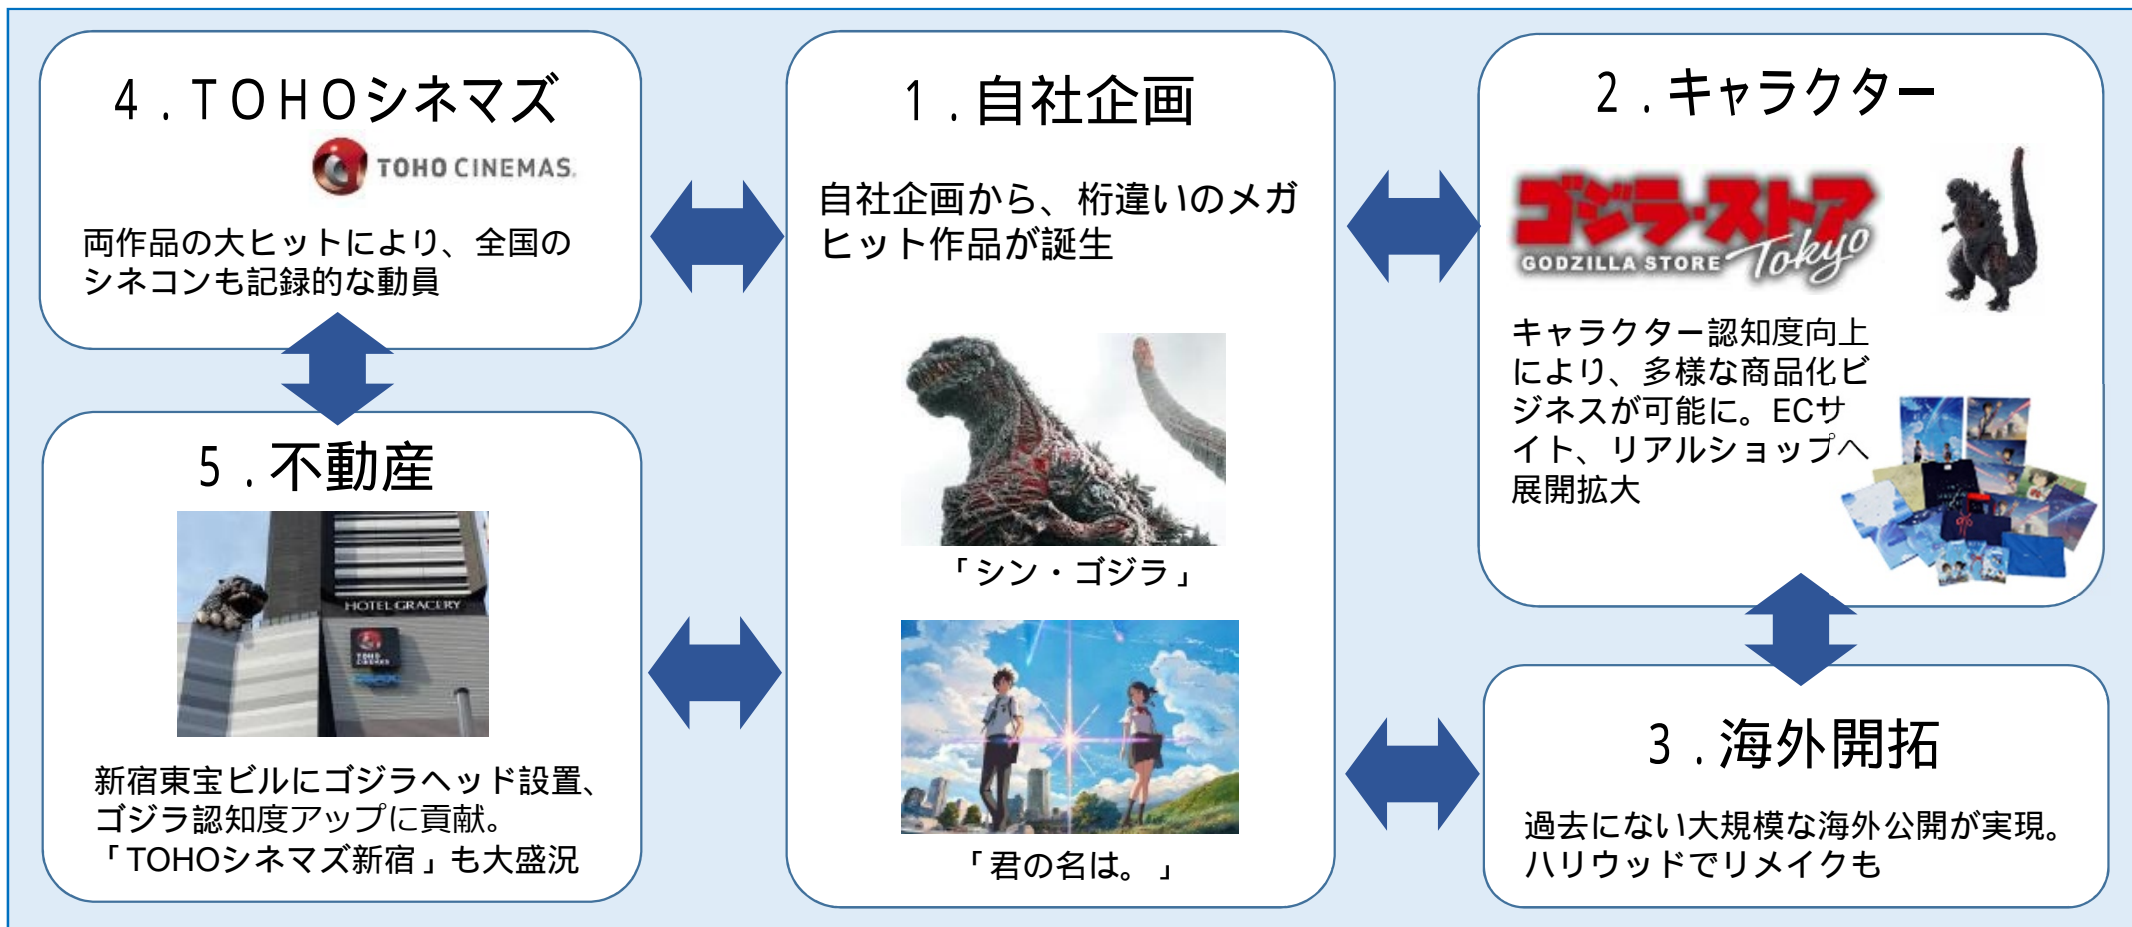 4．TOHOシネマズ
TOHO CINEMAS.
両作品の大ヒットにより、全国の
シネコンも記録的な動員
5．不動産
HOTEL GRACERY
TOHO
CINEMAS
新宿東宝ビルにゴジラヘッド設置、
ゴジラ認知度アップに貢献。
「TOHOシネマズ新宿」も大盛況
1．自社企画
自社企画から、桁違いのメガ
ヒット作品が誕生
「シン・ゴジラ」
「君の名は。」
2．キャラクター
ゴジラ・ストア
GODZILLA STORE Tokyo
キャラクター認知度向上
により、多様な商品化ビ
ジネスが可能に。ECサ
イト、リアルショップへ
展開拡大
3．海外開拓
過去にない大規模な海外公開が実現。
ハリウッドでリメイクも